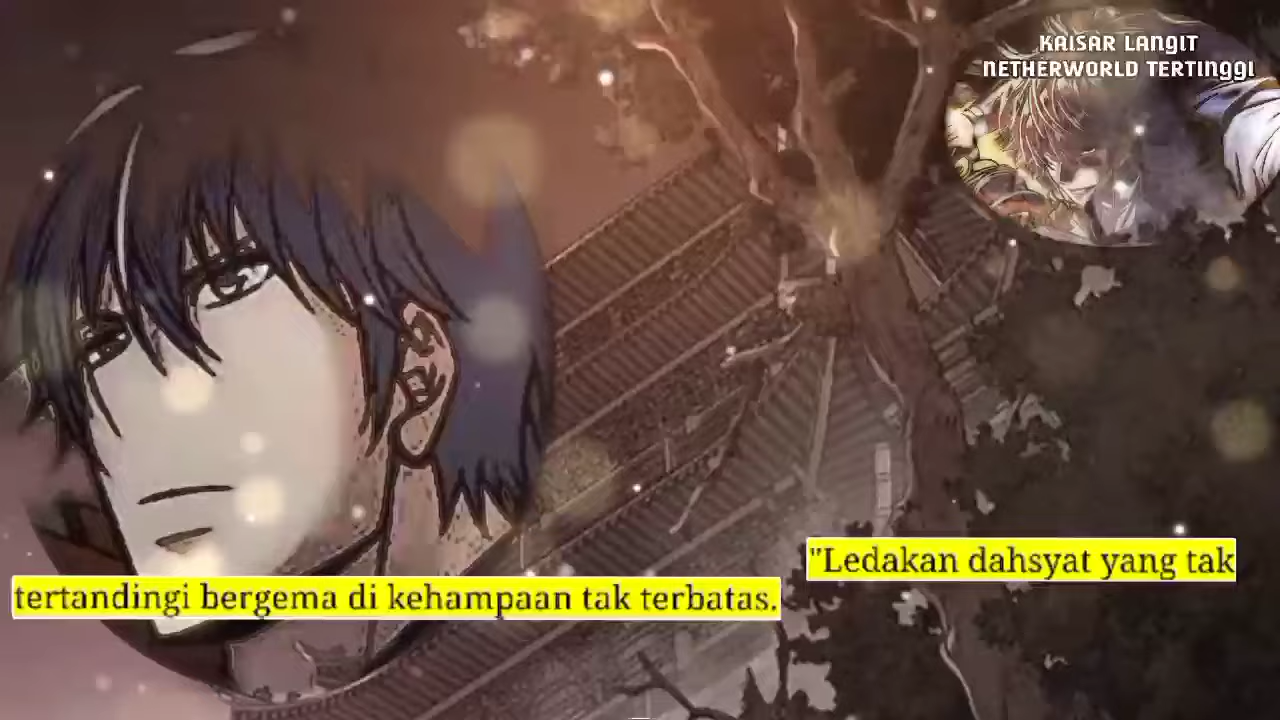 KAISAR LANGIT
NETHERWORLD TERTINGGI
"Ledakan dahsyat yang tak
tertandingi bergema di kehampaan tak terbatas.